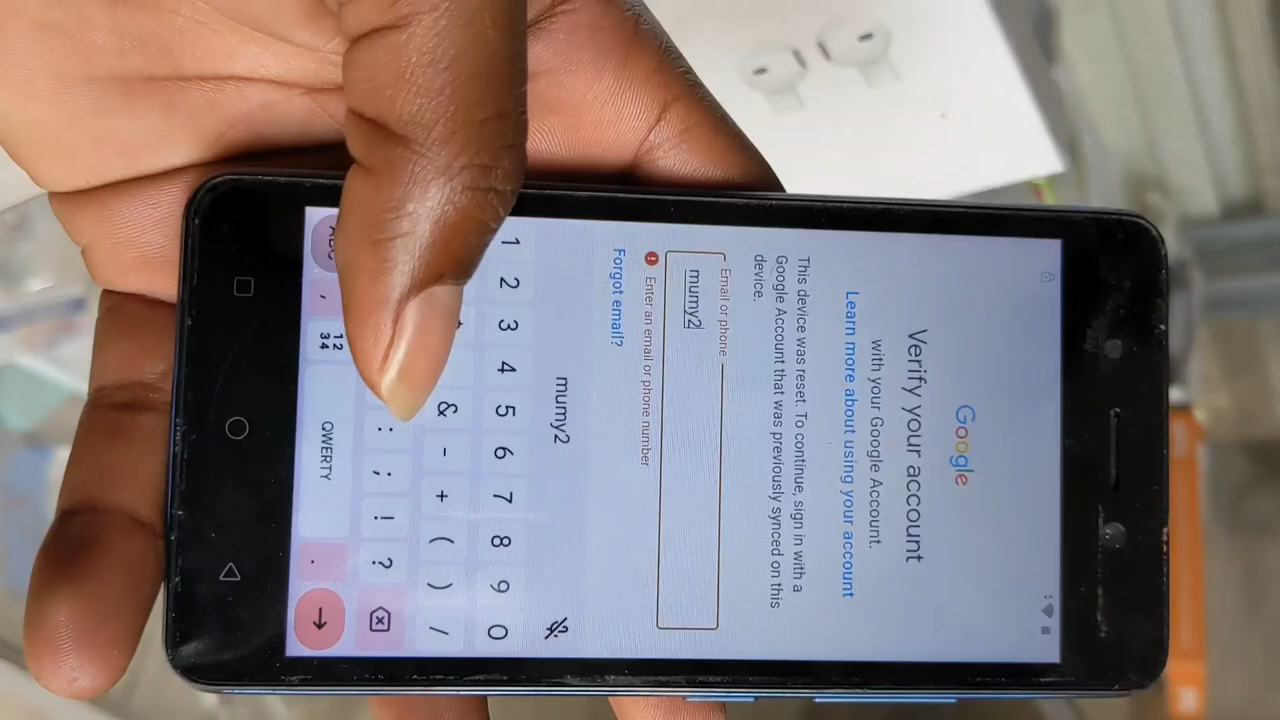 Google
Verify your account
with your Google Account.
Learn more about using your account
This device was reset. To continue, sign in with a
Google Account that was previously synced on this
device.
Email or phone
mumy2
Enter an email or phone number
Forgot email?
mumy2
1 2 3 4 5 6 7 8 9 0
& - + ( ) /
: ; ! ?
, 12 34 QWERTY .